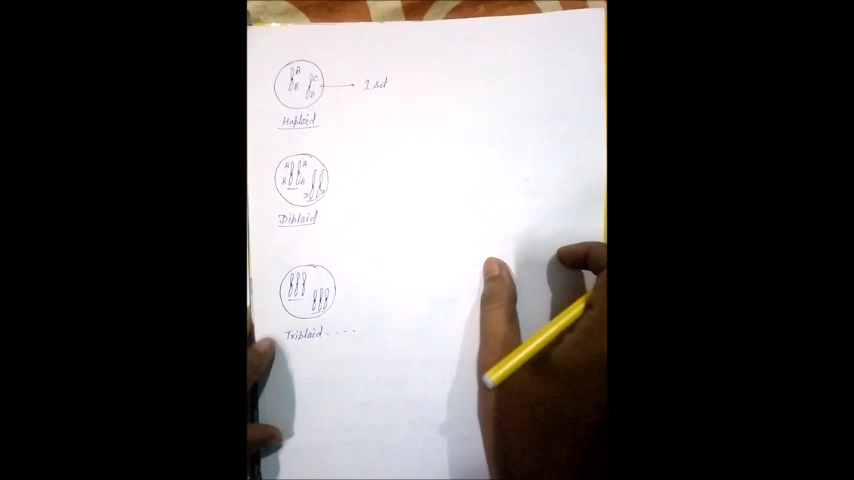 A
B
C
D
1 set
Haploid
A A
B B
Diploid
Triploid ....